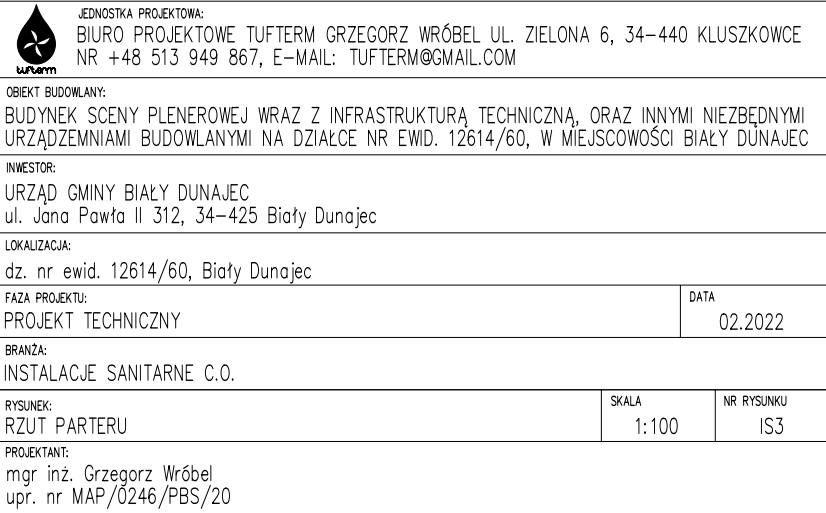 JEDNOSTKA PROJEKTOWA:
BIURO PROJEKTOWE TUFTERM GRZEGORZ WRÓBEL UL. ZIELONA 6, 34-440 KLUSZKOWCE
NR +48 513 949 867, E-MAIL: TUFTERM@GMAIL.COM
tufterm
OBIEKT BUDOWLANY:
BUDYNEK SCENY PLENEROWEJ WRAZ Z INFRASTRUKTURĄ TECHNICZNĄ, ORAZ INNYMI NIEZBĘDNYMI
URZĄDZEMNIAMI BUDOWLANYMI NA DZIAŁCE NR EWID. 12614/60, W MIEJSCOWOŚCI BIAŁY DUNAJEC
INWESTOR:
URZĄD GMINY BIAŁY DUNAJEC
ul. Jana Pawła II 312, 34-425 Biały Dunajec
LOKALIZACJA:
dz. nr ewid. 12614/60, Biały Dunajec
FAZA PROJEKTU:
PROJEKT TECHNICZNY
DATA
02.2022
BRANŻA:
INSTALACJE SANITARNE C.O.
RYSUNEK:
RZUT PARTERU
SKALA
1:100
NR RYSUNKU
IS3
PROJEKTANT:
mgr inż. Grzegorz Wróbel
upr. nr MAP/0246/PBS/20